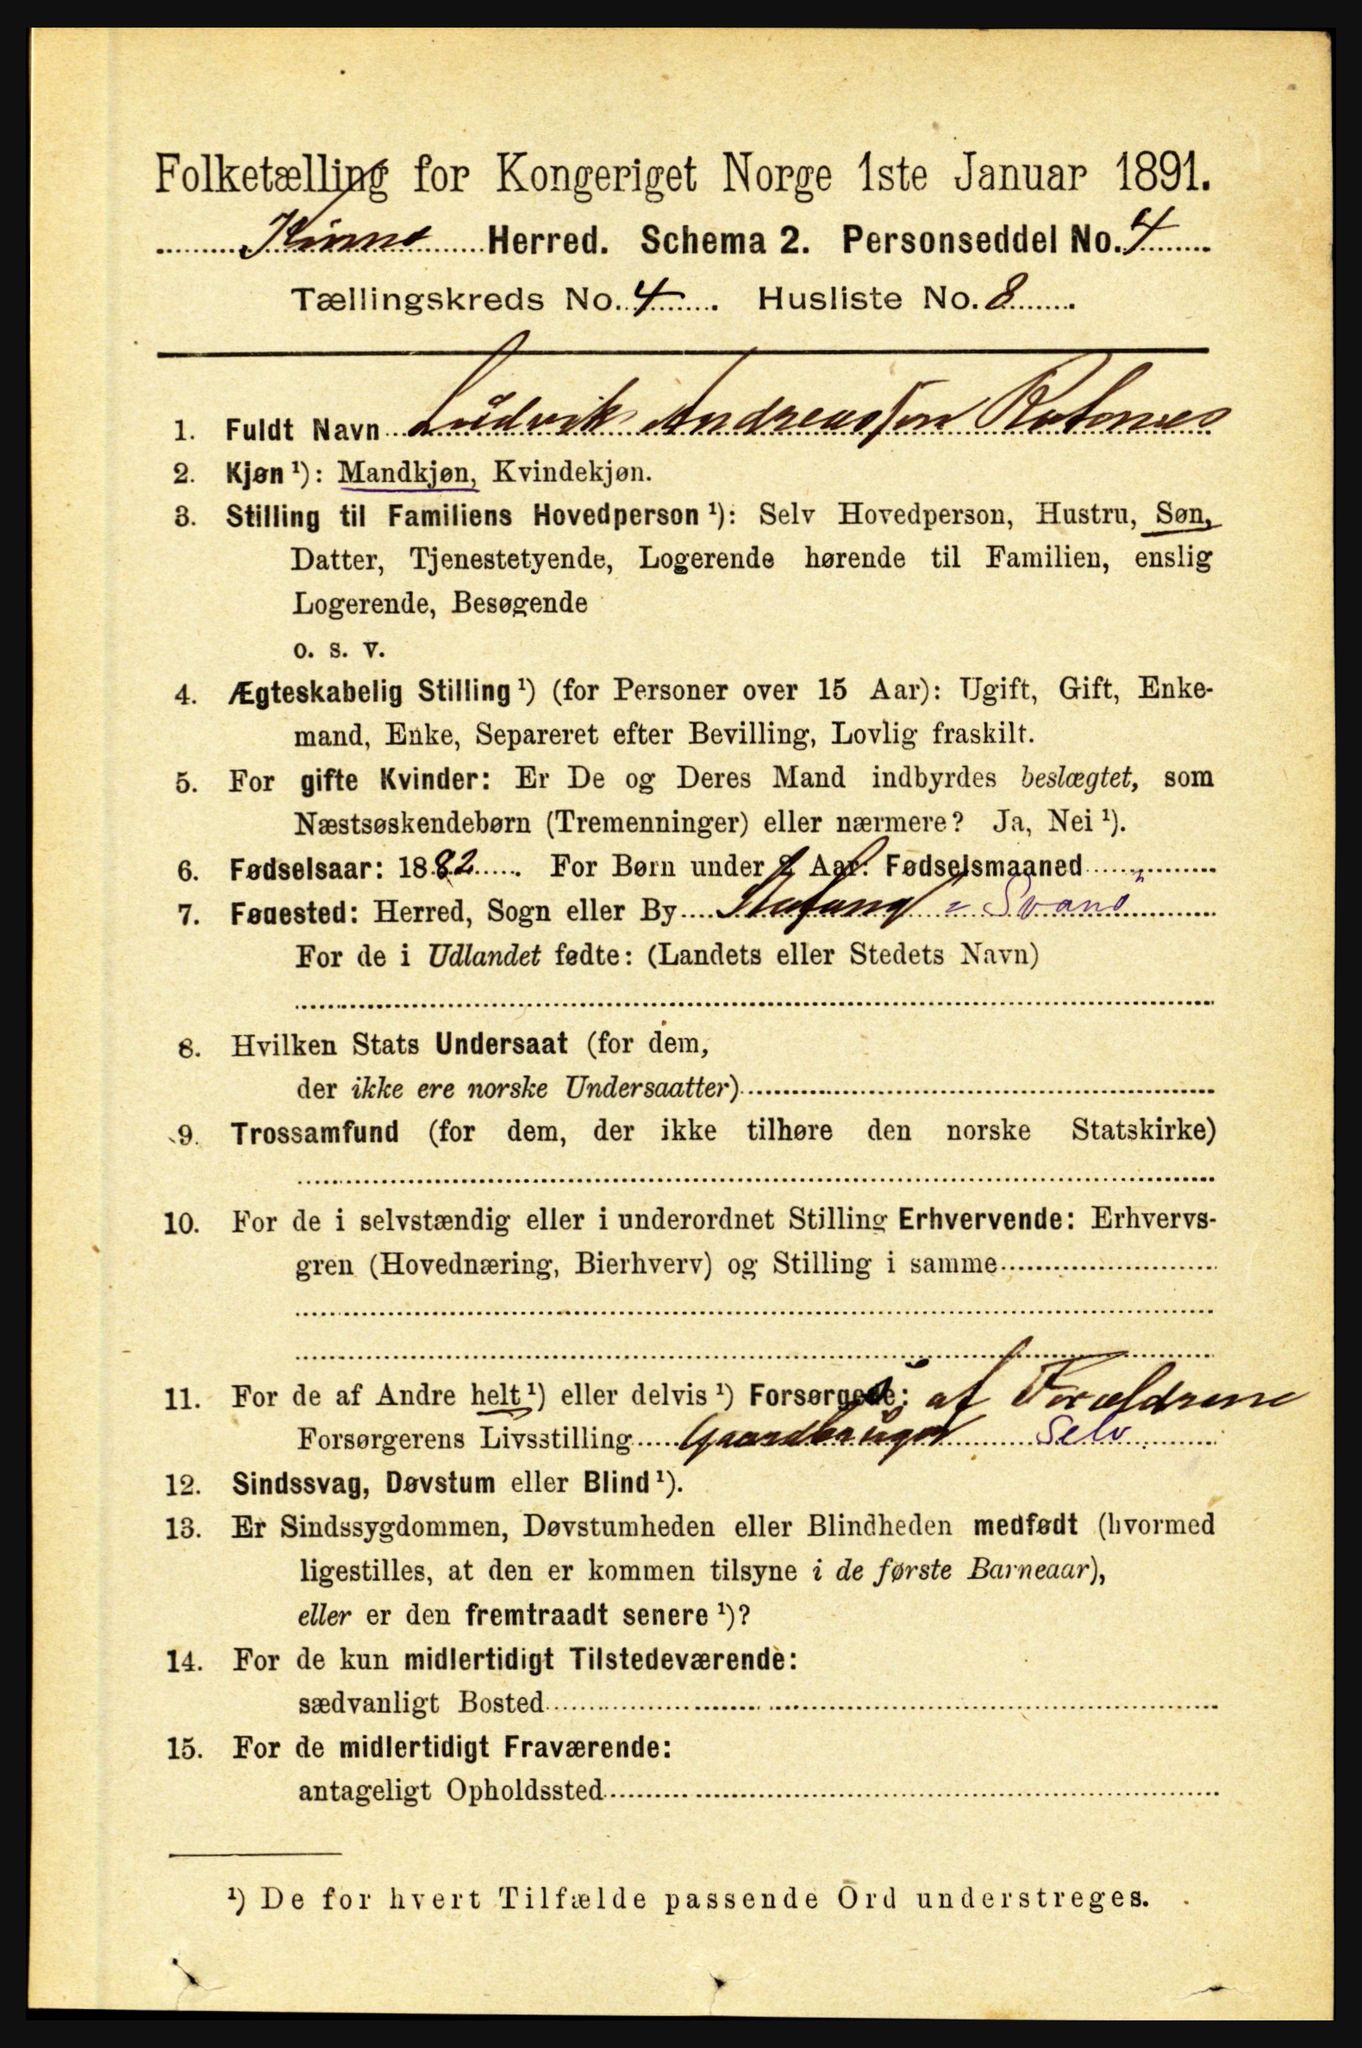 Folketælling for Kongeriget Norge 1ste Januar 1891.
Kinns Herred. Schema 2. Personseddel No. 4
Tællingskreds No. 4. Husliste No. 8.
1. Fuldt Navn Ludvik Andreassen
2. Kjøn ¹): Mandkjøn, Kvindekjøn.
3. Stilling til Familiens Hovedperson ¹): Selv Hovedperson, Hustru, Søn,
Datter, Tjenestetyende, Logerende hørende til Familien, enslig
Logerende, Besøgende
o. s. v.
4. Ægteskabelig Stilling ¹) (for Personer over 15 Aar): Ugift, Gift, Enke-
mand, Enke, Separeret efter Bevilling, Lovlig fraskilt.
5. For gifte Kvinder: Er De og Deres Mand indbyrdes beslægtet, som
Næstsøskendebørn (Tremenninger) eller nærmere? Ja, Nei ¹).
6. Fødselsaar: 1882. For Børn under 2 Aar: Fødselsmaaned
7. Føaested: Herred, Sogn eller By Stafang i Svanö
For de i Udlandet fødte: (Landets eller Stedets Navn)
8. Hvilken Stats Undersaat (for dem,
der ikke ere norske Undersaatter)
9. Trossamfund (for dem, der ikke tilhøre den norske Statskirke)
10. For de i selvstændig eller i underordnet Stilling Erhvervende: Erhvervs-
gren (Hovednæring, Bierhverv) og Stilling i samme
11. For de af Andre helt ¹) eller delvis ¹) Forsørgede: af Forældrene
Forsørgerens Livsstilling Gaardbruger Selv
12. Sindssvag, Døvstum eller Blind ¹).
13. Er Sindssygdommen, Døvstumheden eller Blindheden medfødt (hvormed
ligestilles, at den er kommen tilsyne i de første Barneaar),
eller er den fremtraadt senere ¹)?
14. For de kun midlertidigt Tilstedeværende:
sædvanligt Bosted
15. For de midlertidigt Fraværende:
antageligt Opholdssted
¹) De for hvert Tilfælde passende Ord understreges.